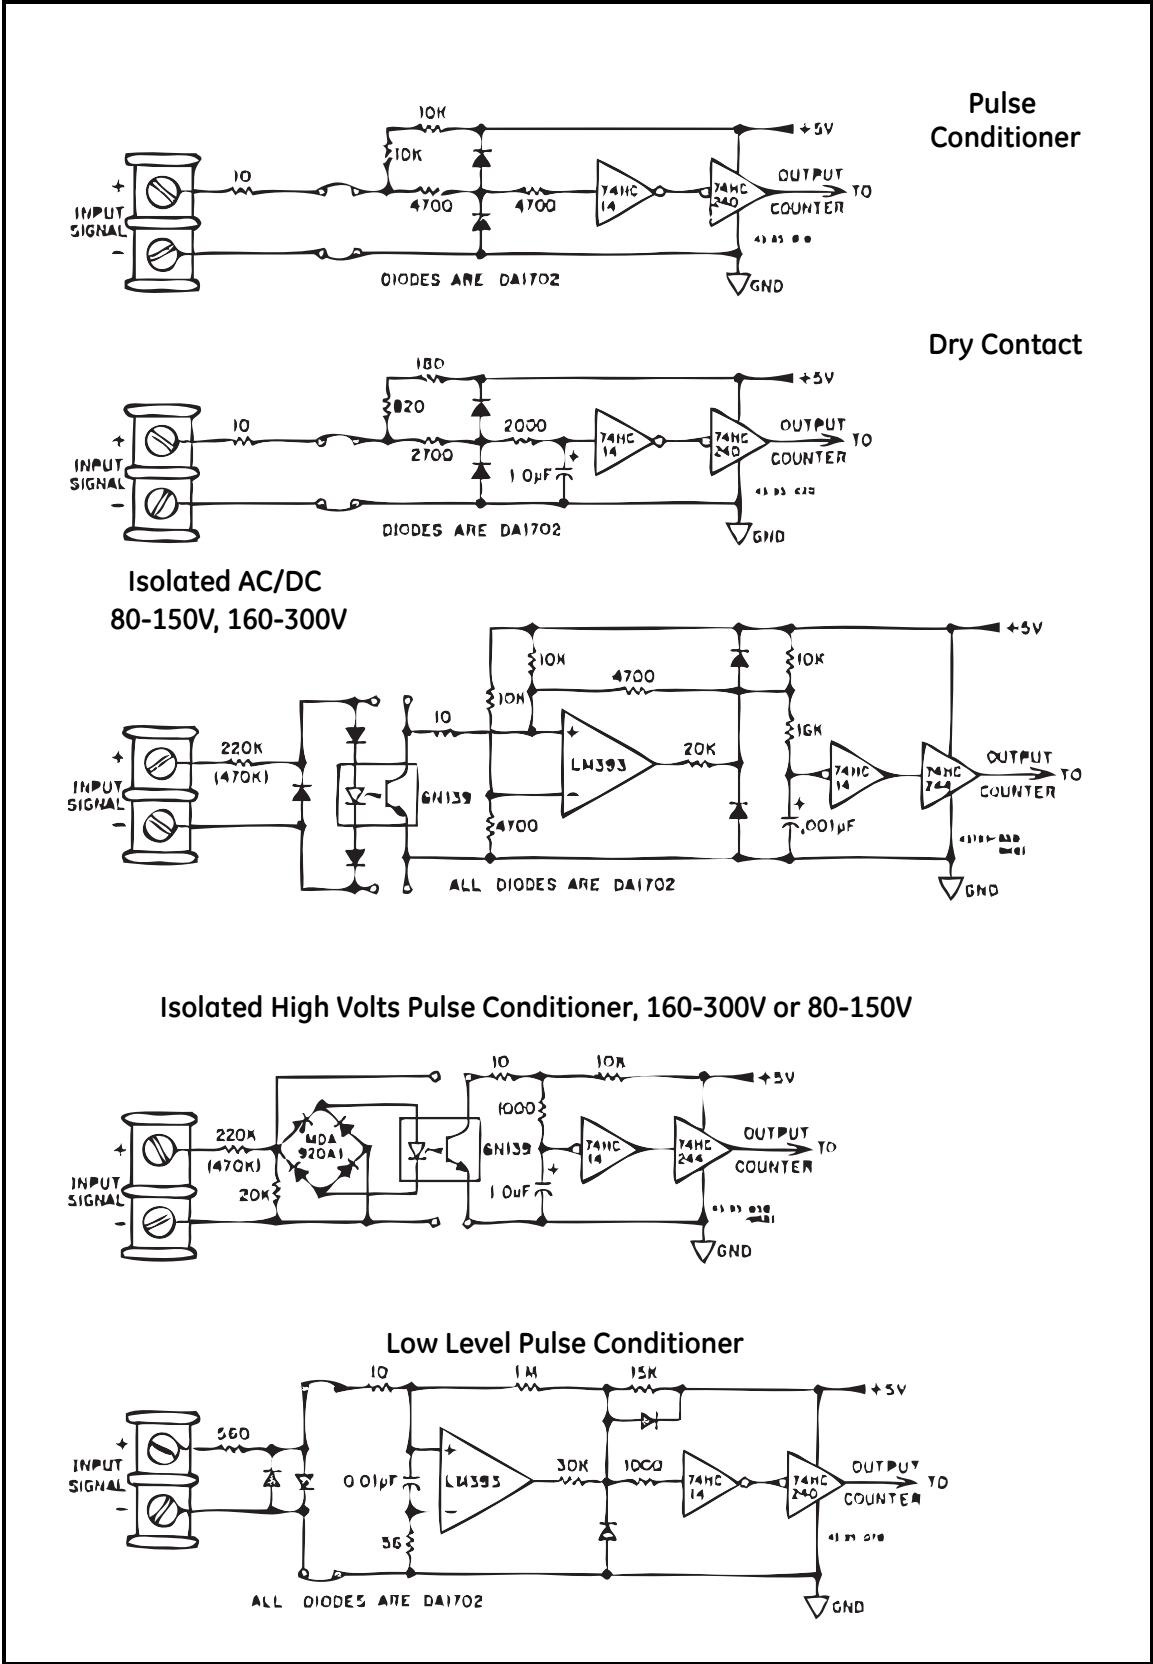 Pulse
Conditioner
10K
10K
+5V
10
4700
4700
74HC
14
74HC
240
OUTPUT
TO
COUNTER
+
INPUT
SIGNAL
-
DIODES ARE DA1702
GND
Dry Contact
180
820
+5V
10
2700
2000
1.0µF
+
74HC
14
74HC
240
OUTPUT
TO
COUNTER
+
INPUT
SIGNAL
-
DIODES ARE DA1702
GND
Isolated AC/DC
80-150V, 160-300V
+5V
10K
10K
4700
10K
10
16K
220K
(470K)
+
LM393
-
20K
6N139
4700
74HC
14
74HC
244
OUTPUT
TO
COUNTER
+
INPUT
SIGNAL
-
+
.001µF
ALL DIODES ARE DA1702
GND
Isolated High Volts Pulse Conditioner, 160-300V or 80-150V
10
10K
+5V
1000
220K
(470K)
MDA
920A1
6N139
74HC
14
74HC
244
OUTPUT
TO
COUNTER
+
INPUT
SIGNAL
-
20K
+
1.0uF
GND
Low Level Pulse Conditioner
10
1M
15K
+5V
560
+
LM393
-
0.01µF
30K
1000
74HC
14
74HC
240
OUTPUT
TO
COUNTER
+
INPUT
SIGNAL
-
ALL DIODES ARE DA1702
GND